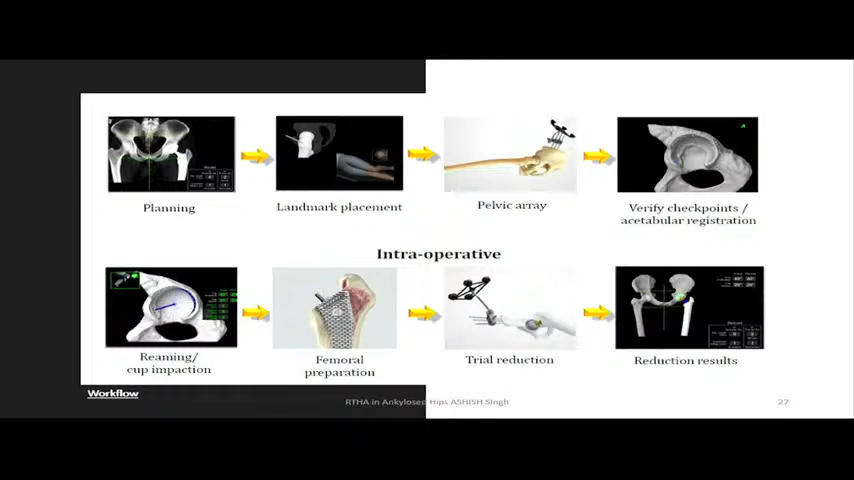 Planning
Landmark placement
Pelvic array
Verify checkpoints /
acetabular registration
Intra-operative
Reaming/
cup impaction
Femoral
preparation
Trial reduction
Reduction results
Workflow
RTHA in Ankylosed Hips ASHISH SIngh
27